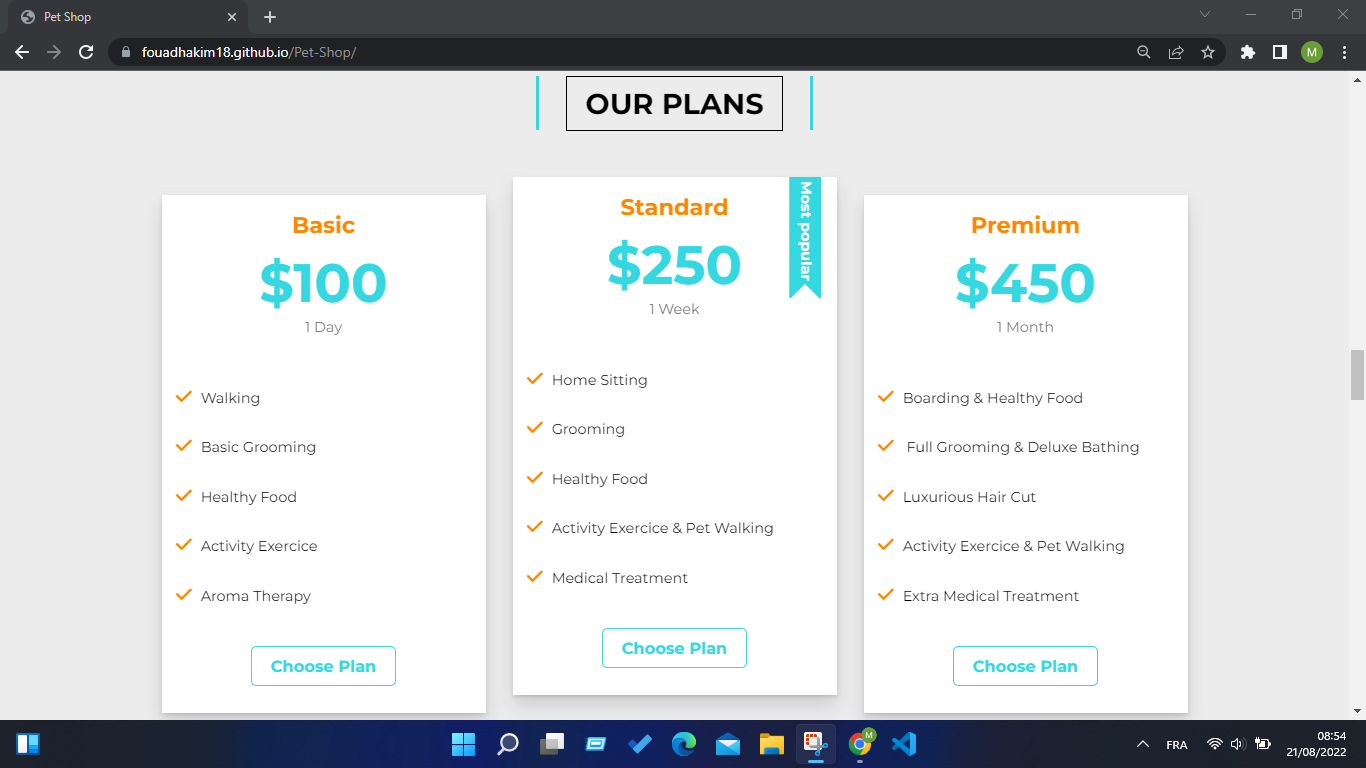 Pet Shop
fouadhakim18.github.io/Pet-Shop/
M
OUR PLANS
Basic
$100
1 Day
Walking
Basic Grooming
Healthy Food
Activity Exercice
Aroma Therapy
Choose Plan
Most popular
Standard
$250
1 Week
Home Sitting
Grooming
Healthy Food
Activity Exercice & Pet Walking
Medical Treatment
Choose Plan
Premium
$450
1 Month
Boarding & Healthy Food
Full Grooming & Deluxe Bathing
Luxurious Hair Cut
Activity Exercice & Pet Walking
Extra Medical Treatment
Choose Plan
M
FRA
08:54
21/08/2022